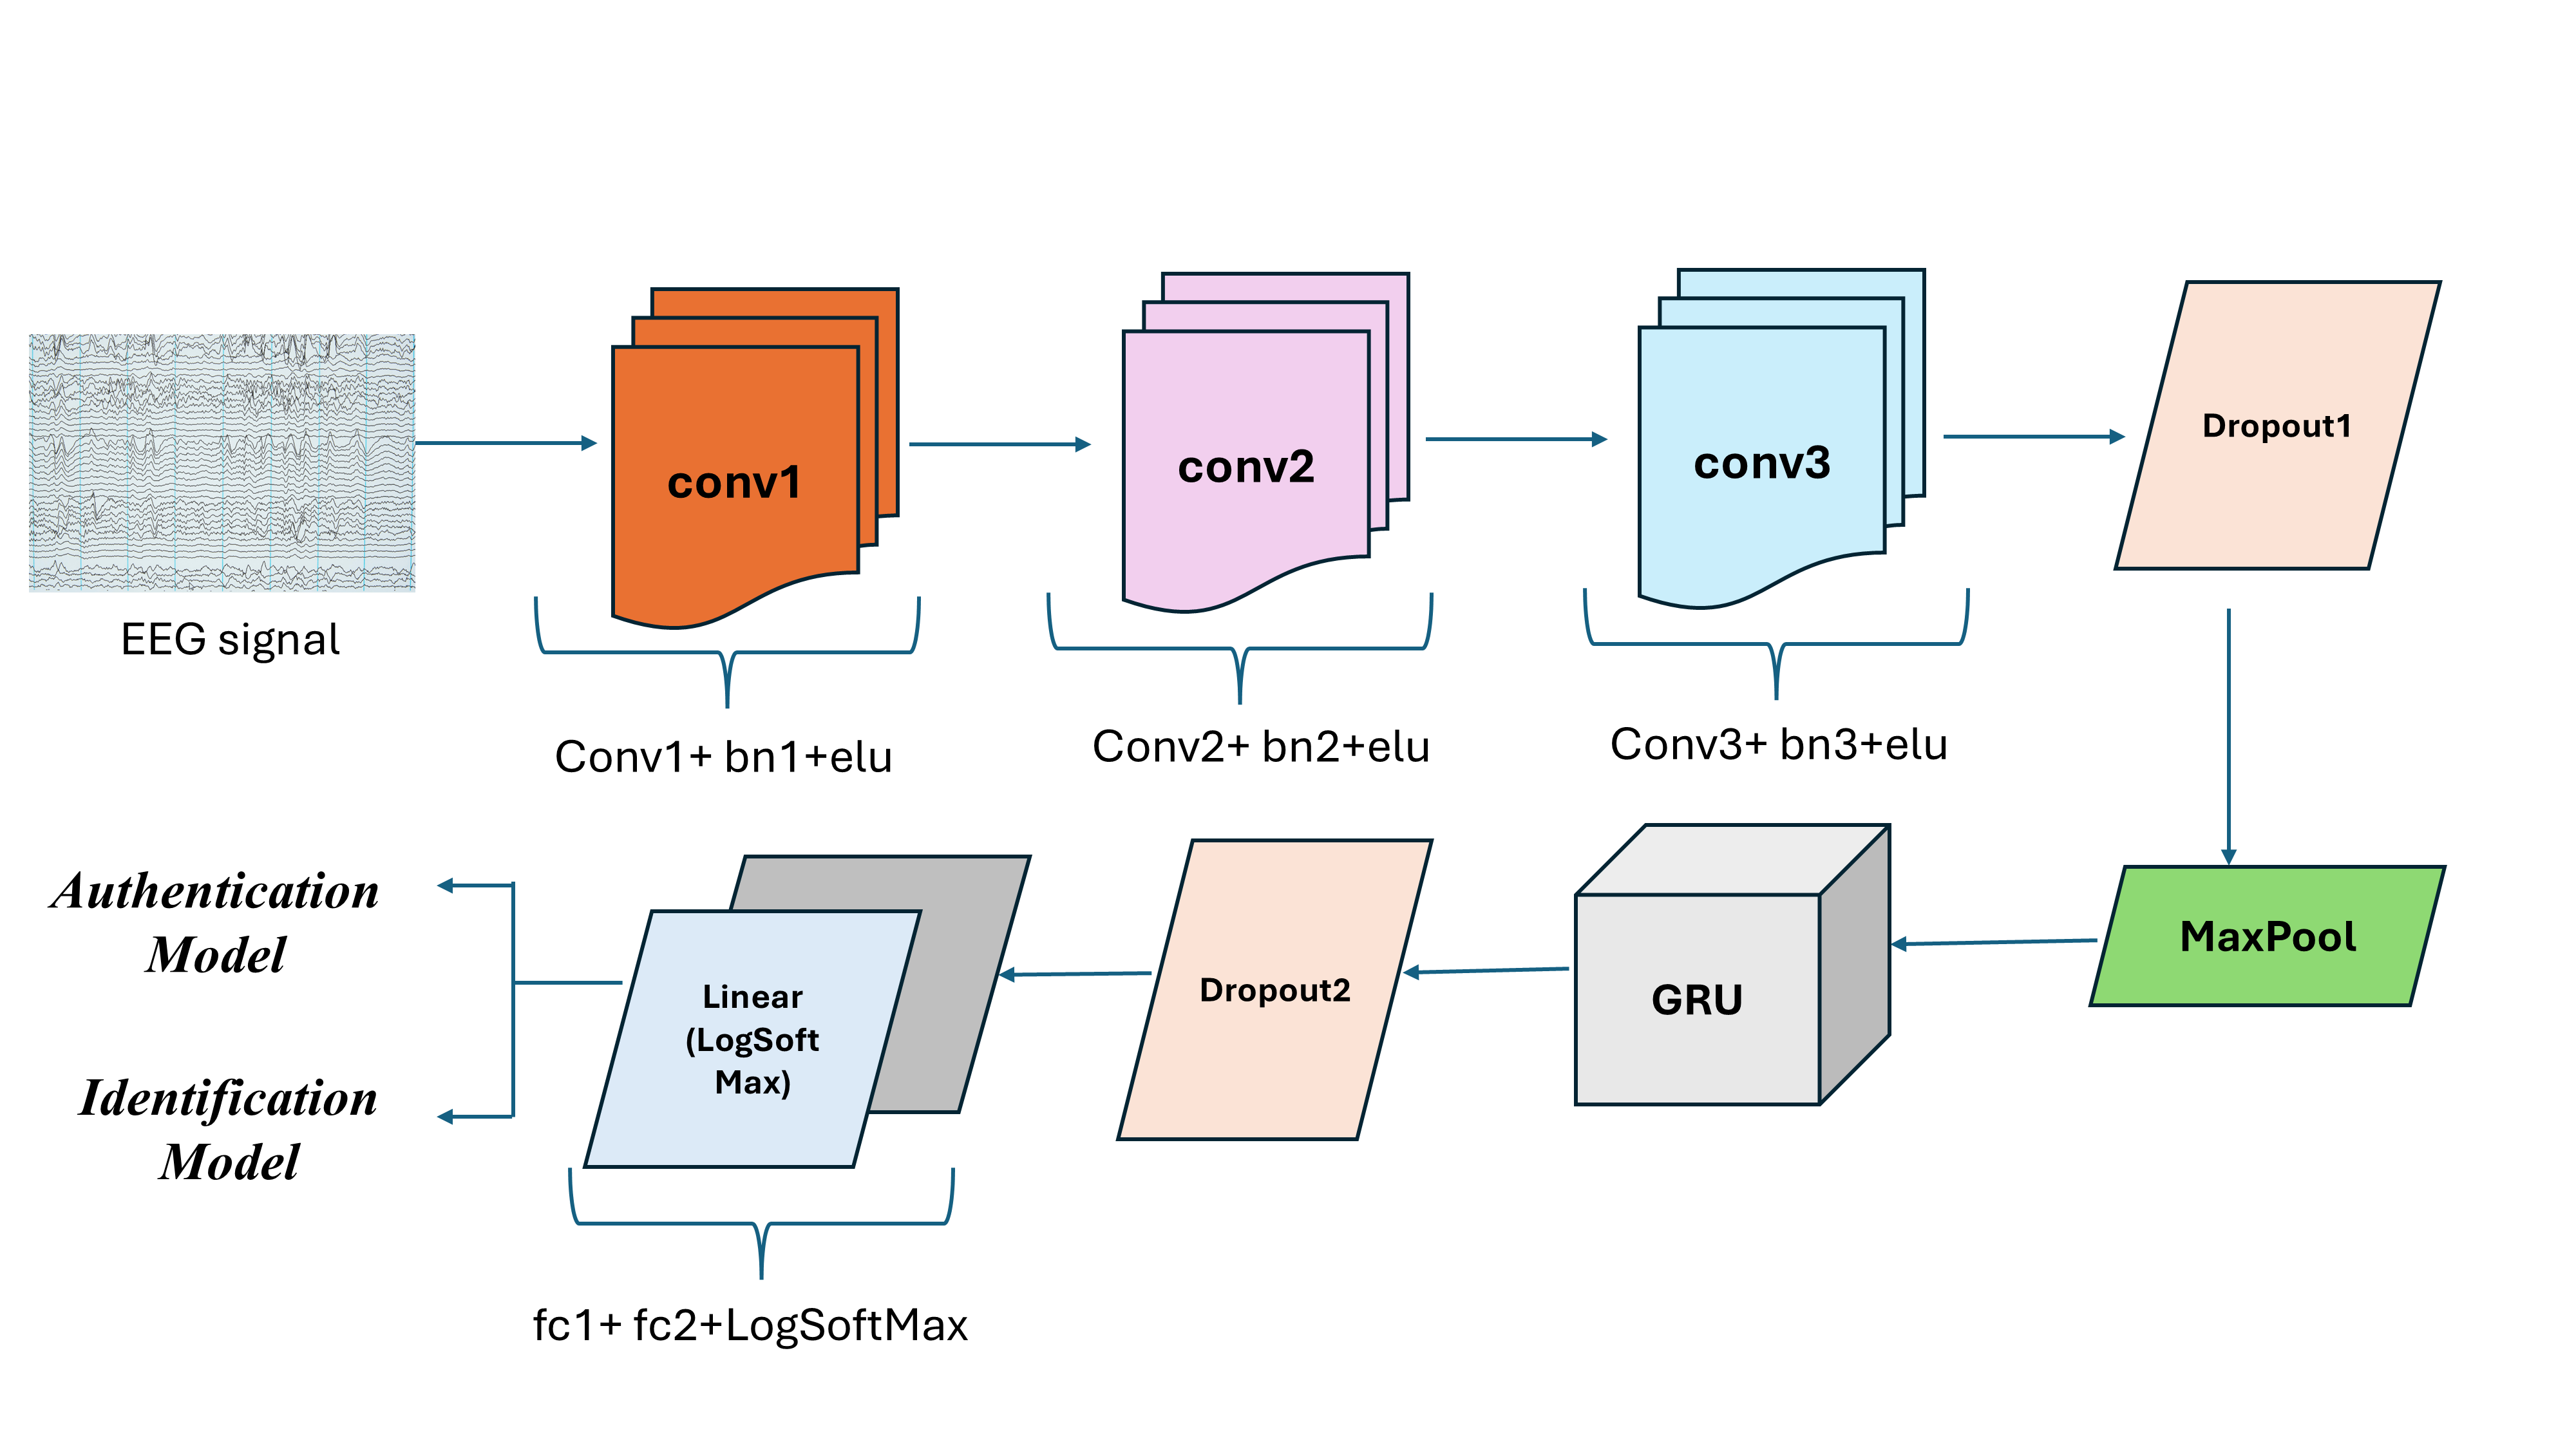 conv1
conv2
conv3
Dropout1
EEG signal
Conv1+ bn1+elu
Conv2+ bn2+elu
Conv3+ bn3+elu
Authentication
Model
Identification
Model
Linear
(LogSoft
Max)
Dropout2
GRU
MaxPool
fc1+ fc2+LogSoftMax